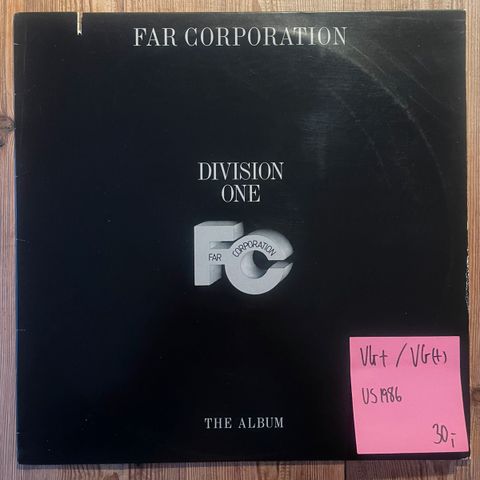 FAR CORPORATION
DIVISION
ONE
FAR CORPORATION
FC
THE ALBUM
VG+ / VG(+)
US 1986
30,-